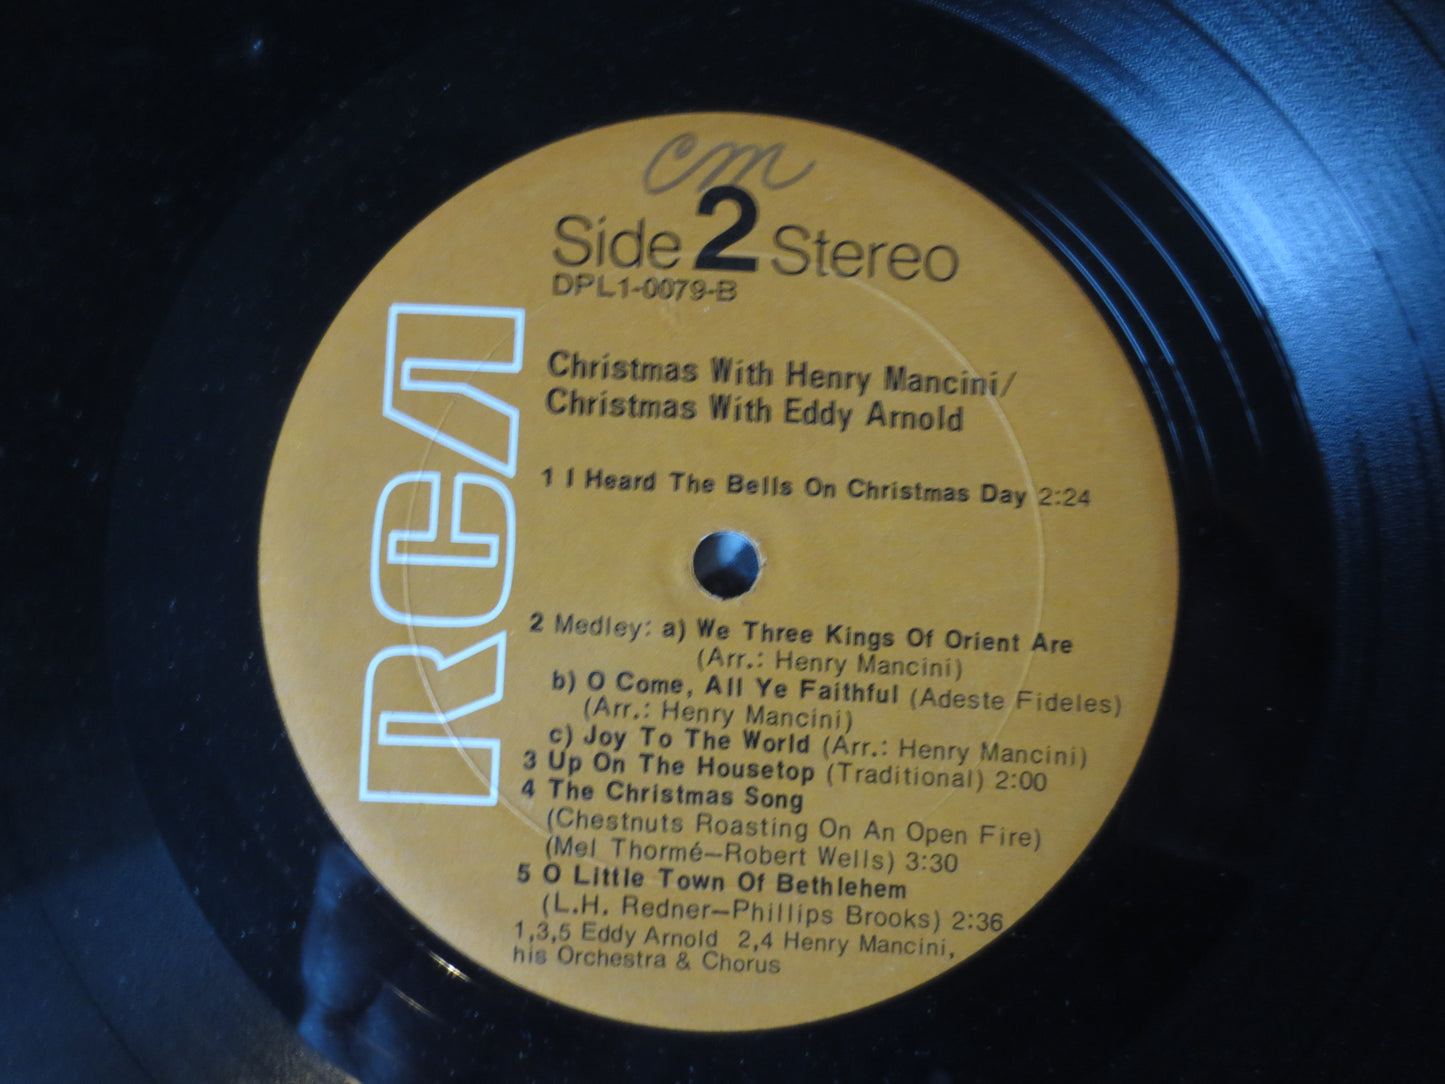 cm
Side 2 Stereo
DPL1-0079-B
RCA
Christmas With Henry Mancini/
Christmas With Eddy Arnold
1 I Heard The Bells On Christmas Day 2:24
2 Medley: a) We Three Kings Of Orient Are
(Arr.: Henry Mancini)
b) O Come, All Ye Faithful (Adeste Fideles)
(Arr.: Henry Mancini)
c) Joy To The World (Arr.: Henry Mancini)
3 Up On The Housetop (Traditional) 2:00
4 The Christmas Song
(Chestnuts Roasting On An Open Fire)
(Mel Thormé–Robert Wells) 3:30
5 O Little Town Of Bethlehem
(L.H. Redner–Phillips Brooks) 2:36
1,3,5 Eddy Arnold 2,4 Henry Mancini,
his Orchestra & Chorus